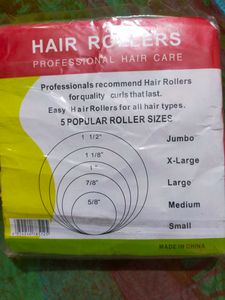 HAIR ROLLERS
PROFESSIONAL HAIR CARE
Professionals recommend Hair Rollers
for quality curls that last.
Easy Hair Rollers for all hair types.
5 POPULAR ROLLER SIZES
1 1/2" Jumbo
1 1/8" X-Large
1" Large
7/8" Medium
5/8" Small
MADE IN CHINA